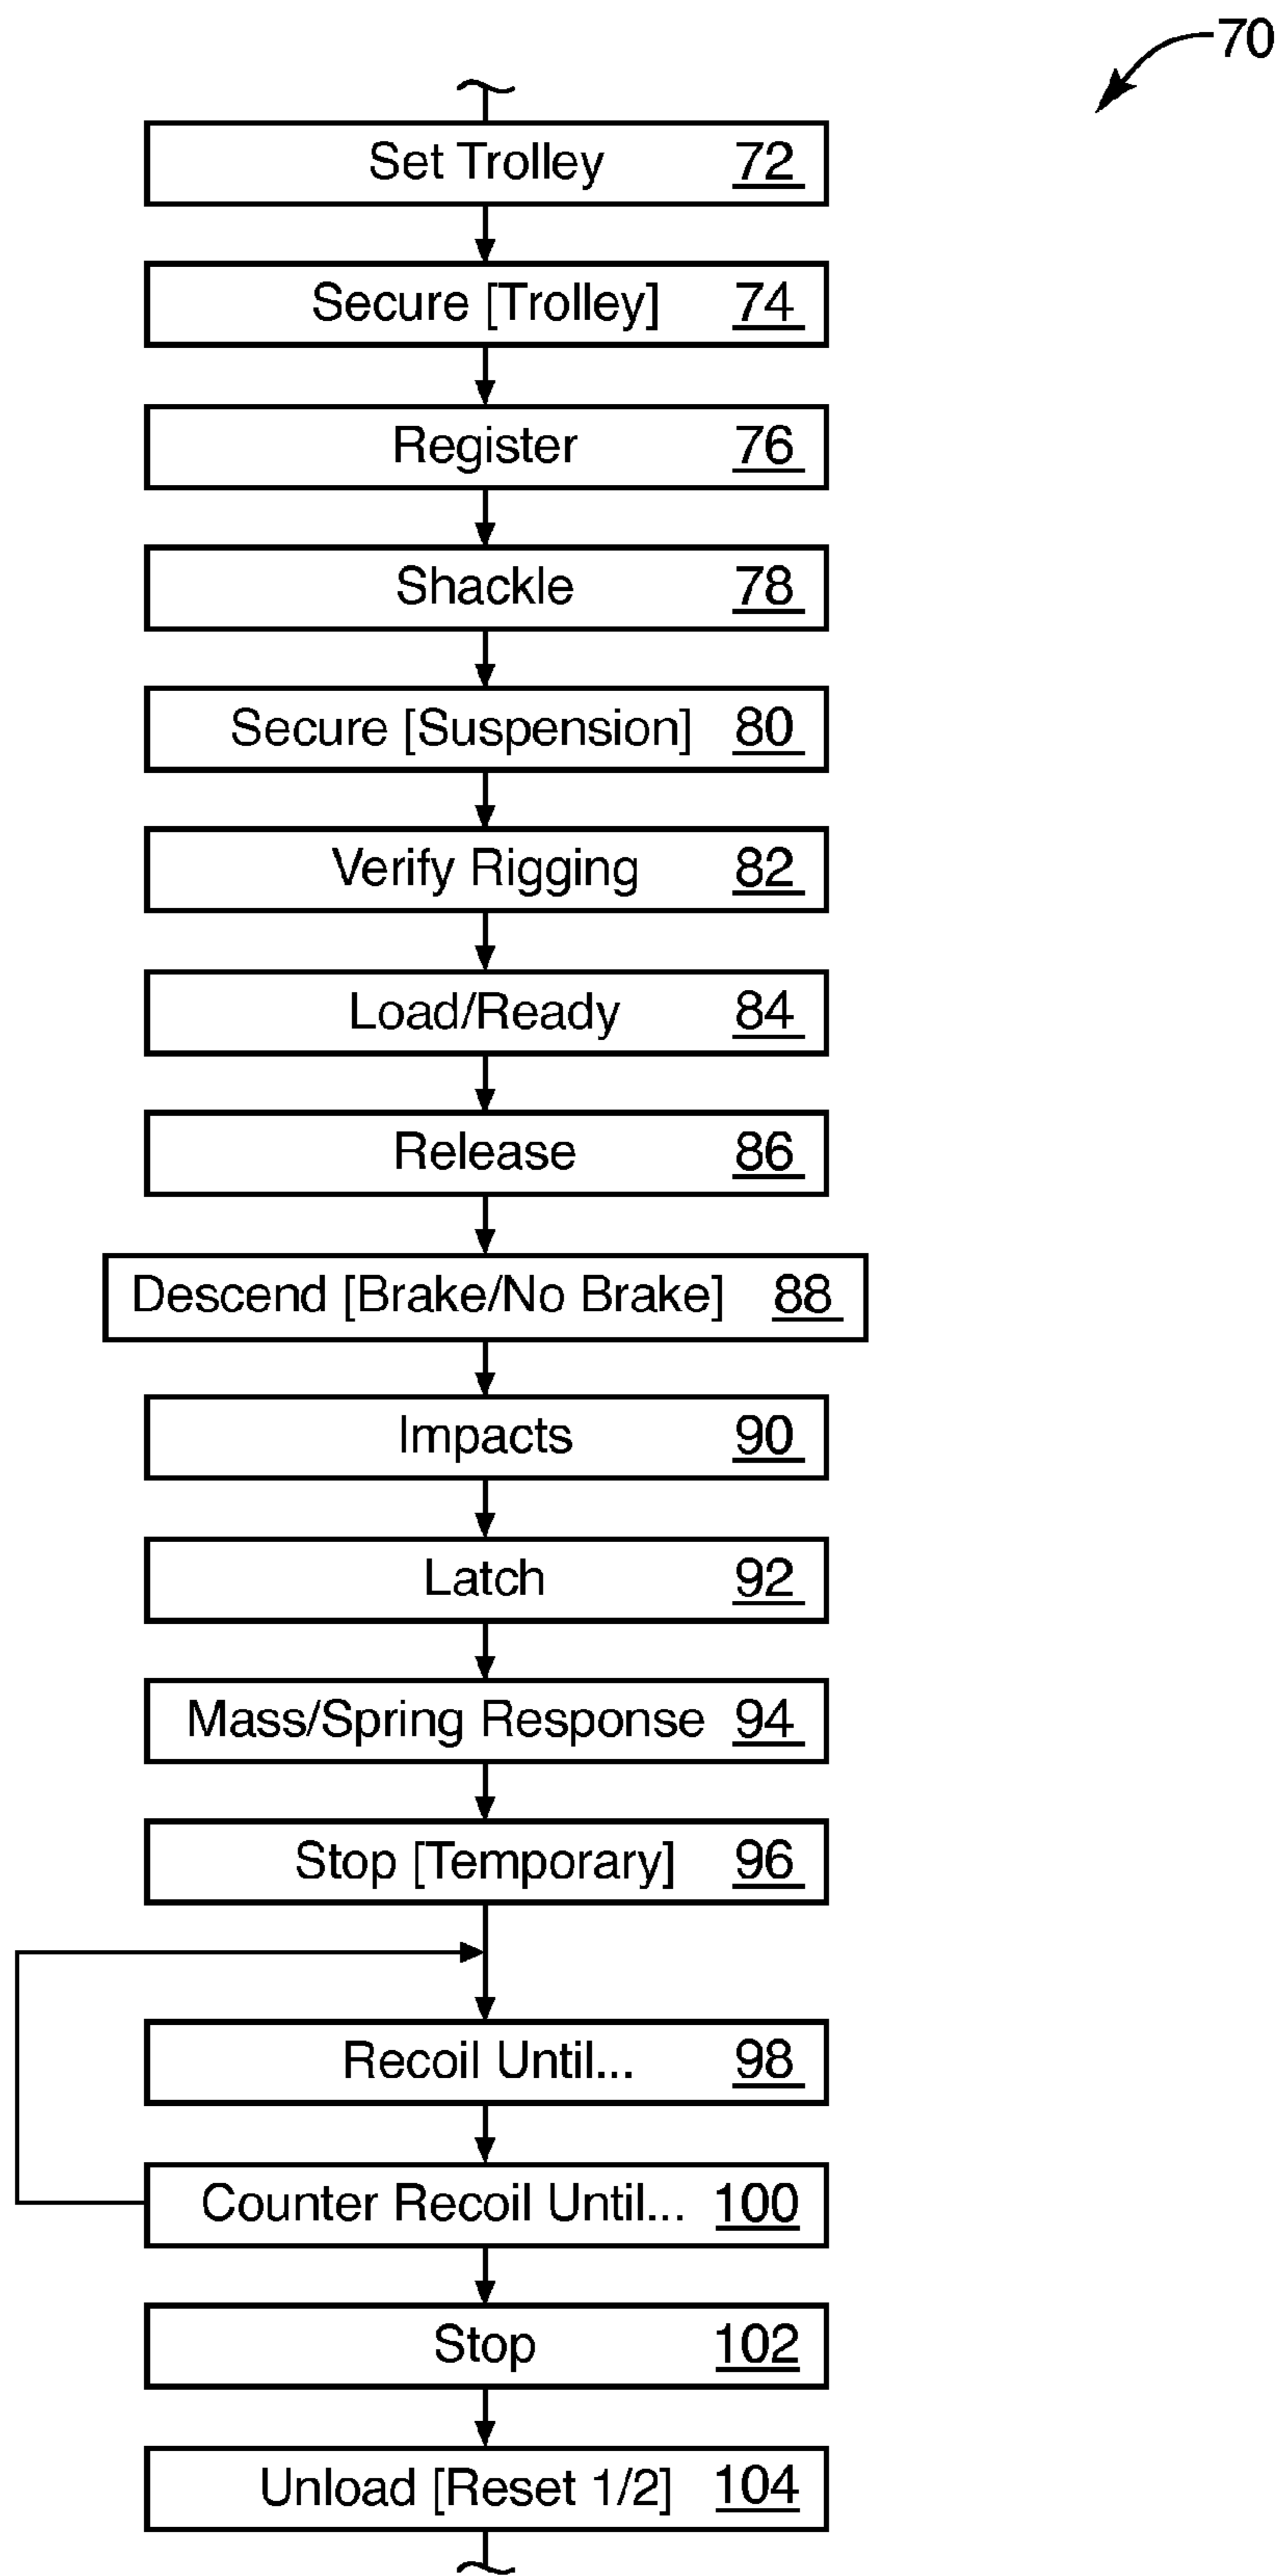 70
Set Trolley 72
Secure [Trolley] 74
Register 76
Shackle 78
Secure [Suspension] 80
Verify Rigging 82
Load/Ready 84
Release 86
Descend [Brake/No Brake] 88
Impacts 90
Latch 92
Mass/Spring Response 94
Stop [Temporary] 96
Recoil Until... 98
Counter Recoil Until... 100
Stop 102
Unload [Reset 1/2] 104